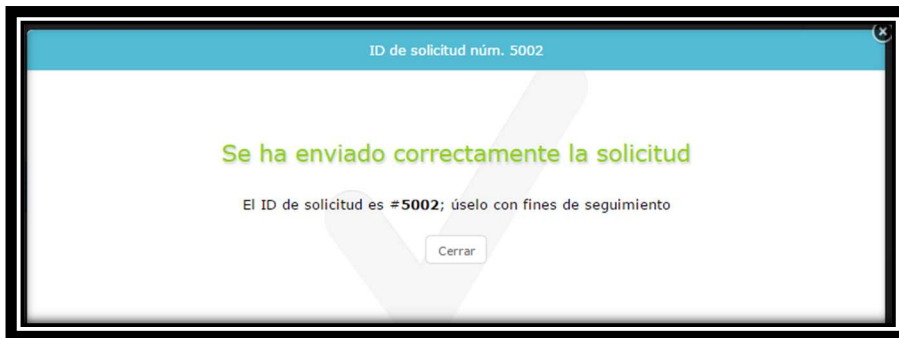 ID de solicitud núm. 5002
Se ha enviado correctamente la solicitud
El ID de solicitud es #5002; úselo con fines de seguimiento
Cerrar